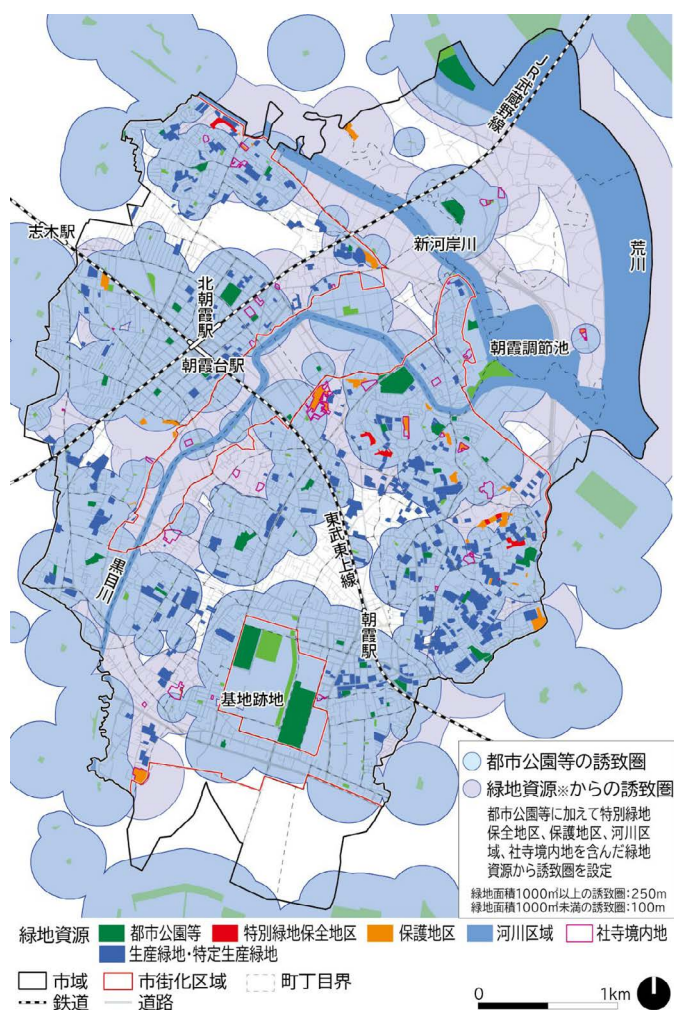 JR武蔵野線
志木駅
北朝霞駅
新河岸川
荒川
朝霞台駅
朝霞調節池
黒目川
東武東上線
朝霞駅
基地跡地
都市公園等の誘致圏
緑地資源※からの誘致圏
都市公園等に加えて特別緑地
保全地区、保護地区、河川区
域、社寺境内地を含んだ緑地
資源から誘致圏を設定
緑地面積1000㎡以上の誘致圏：250m
緑地面積1000㎡未満の誘致圏：100m
緑地資源 都市公園等 特別緑地保全地区 保護地区 河川区域 社寺境内地
生産緑地・特定生産緑地
市域 市街化区域 町丁目界
鉄道 道路
0 1km